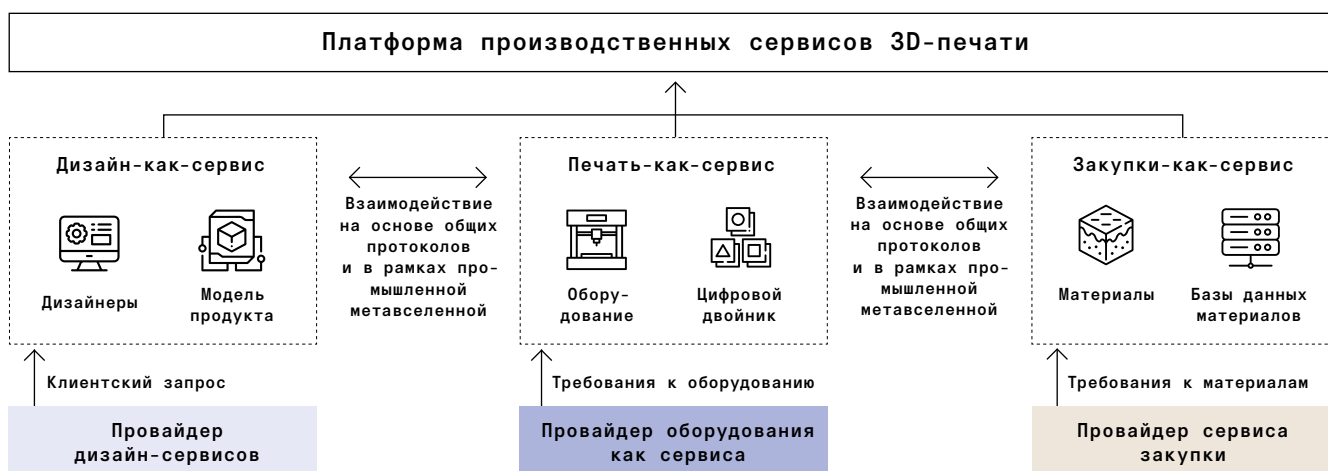 Платформа производственных сервисов 3D-печати
Дизайн-как-сервис
Дизайнеры
Модель
продукта
Взаимодействие
на основе общих
протоколов
и в рамках про-
мышленной
метавселенной
Печать-как-сервис
Обору-
дование
Цифровой
двойник
Взаимодействие
на основе общих
протоколов
и в рамках про-
мышленной
метавселенной
Закупки-как-сервис
Материалы
Базы данных
материалов
Клиентский запрос
Требования к оборудованию
Требования к материалам
Провайдер
дизайн-сервисов
Провайдер оборудования
как сервиса
Провайдер сервиса
закупки